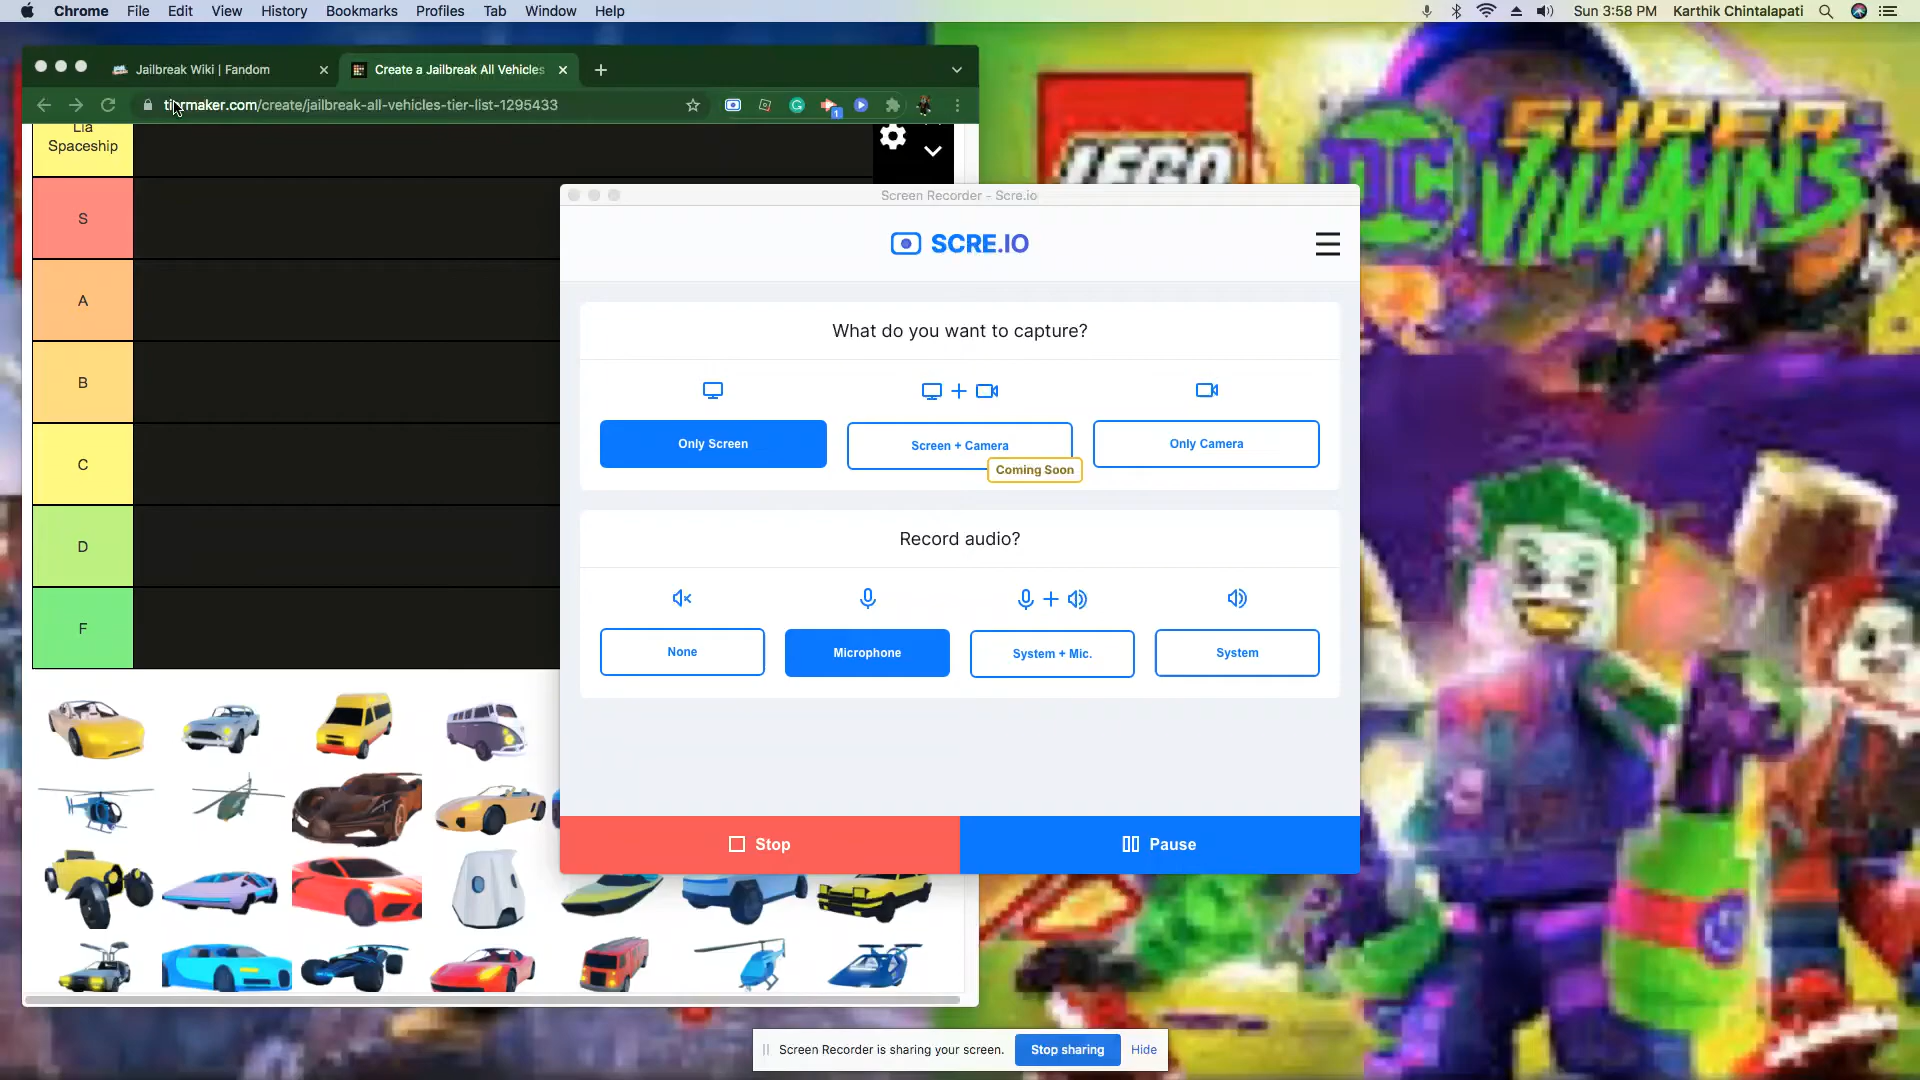 Chrome File Edit View History Bookmarks Profiles Tab Window Help
Sun 3:58 PM Karthik Chintalapati
Jailbreak Wiki | Fandom
Create a Jailbreak All Vehicles
tiermaker.com/create/jailbreak-all-vehicles-tier-list-1295433
1
Spaceship
S
A
B
C
D
F
Screen Recorder - Scre.io
SCRE.IO
What do you want to capture?
Only Screen
Screen + Camera
Only Camera
Coming Soon
Record audio?
None
Microphone
System + Mic.
System
Stop
Pause
LEGO
DC
SUPER
VILLAINS
Screen Recorder is sharing your screen.
Stop sharing
Hide